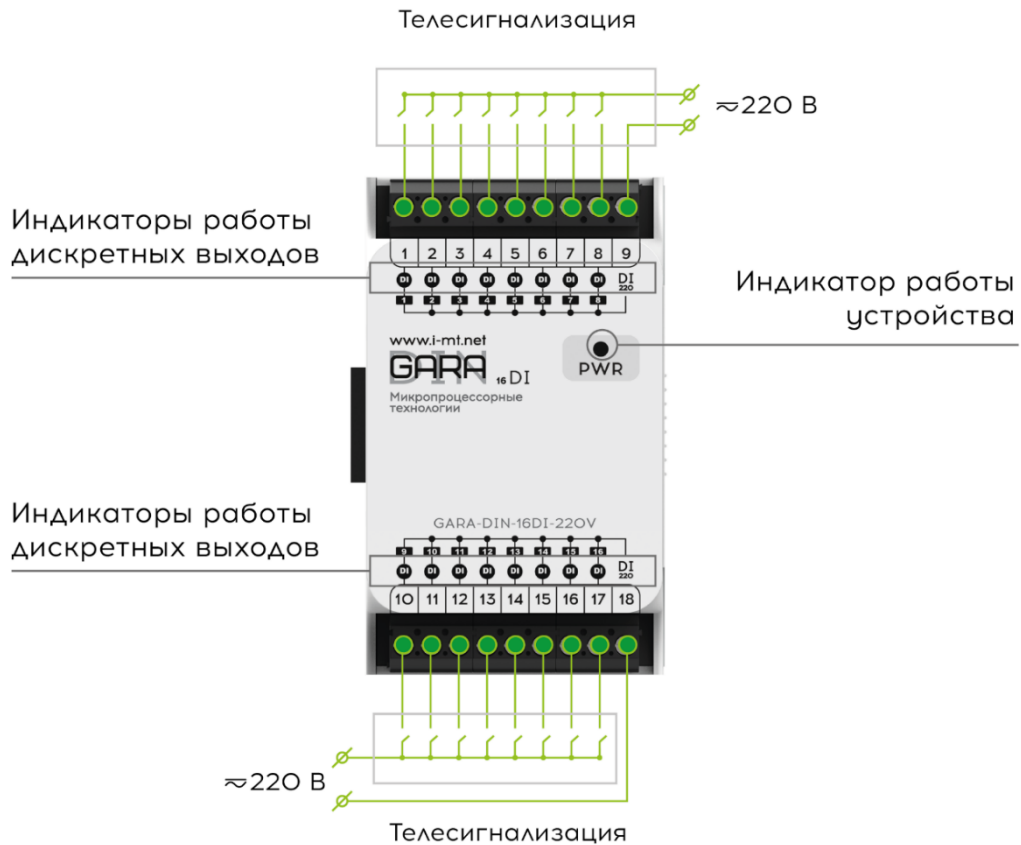 Телесигнализация
≂220 В
Индикаторы работы
дискретных выходов
1 2 3 4 5 6 7 8 9
DI DI DI DI DI DI DI DI DI
220
1 2 3 4 5 6 7 8
Индикатор работы
устройства
www.i-mt.net
DIN
GARA 16 DI
PWR
Микропроцессорные
технологии
Индикаторы работы
дискретных выходов
GARA-DIN-16DI-220V
9 10 11 12 13 14 15 16
DI DI DI DI DI DI DI DI DI
220
10 11 12 13 14 15 16 17 18
≂220 В
Телесигнализация